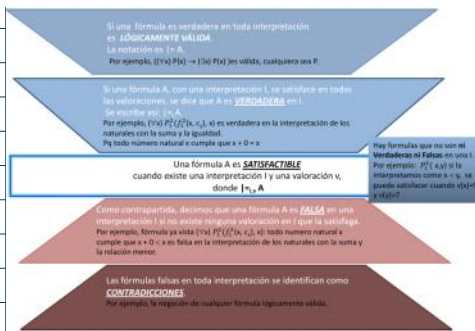 Si una fórmula es verdadera en toda interpretación
es LÓGICAMENTE VÁLIDA.
La notación es |= A.
Por ejemplo, ((∀x) P(x) → (∃x) P(x) )es válida, cualquiera sea P.
Si una fórmula A, con una interpretación I, se satisface en todas
las valoraciones, se dice que A es VERDADERA en I.
Se escribe así: |=ᵢ A
Por ejemplo, (∀x) P₁²(f₁²(x, c₁), x) es verdadera en la interpretación de los
naturales con la suma y la igualdad.
Pq todo número natural x cumple que x + 0 = x
Una fórmula A es SATISFACTIBLE
cuando existe una interpretación I y una valoración v,
donde |=ᵢ,ᵥ A
Hay formulas que no son ni
Verdaderas ni Falsas en una I.
Por ejemplo: P₁²( x,y) si la
interpretamos como x < y, se
puede satisfacer cuando v(x)=
y v(y)=7
Como contrapartida, decimos que una fórmula A es FALSA en una
interpretación I si no existe ninguna valoración en I que la satisfaga.
Por ejemplo, fórmula ya vista (∀x) P₁²(f₁²(x, c₁), x): todo numero natural x
cumple que x + 0 < x es falsa en la interpretación de los naturales con la suma y
la relación menor.
Las fórmulas falsas en toda interpretación se identifican como
CONTRADICCIONES.
Por ejemplo, la negación de cualquier fórmula lógicamente válida.